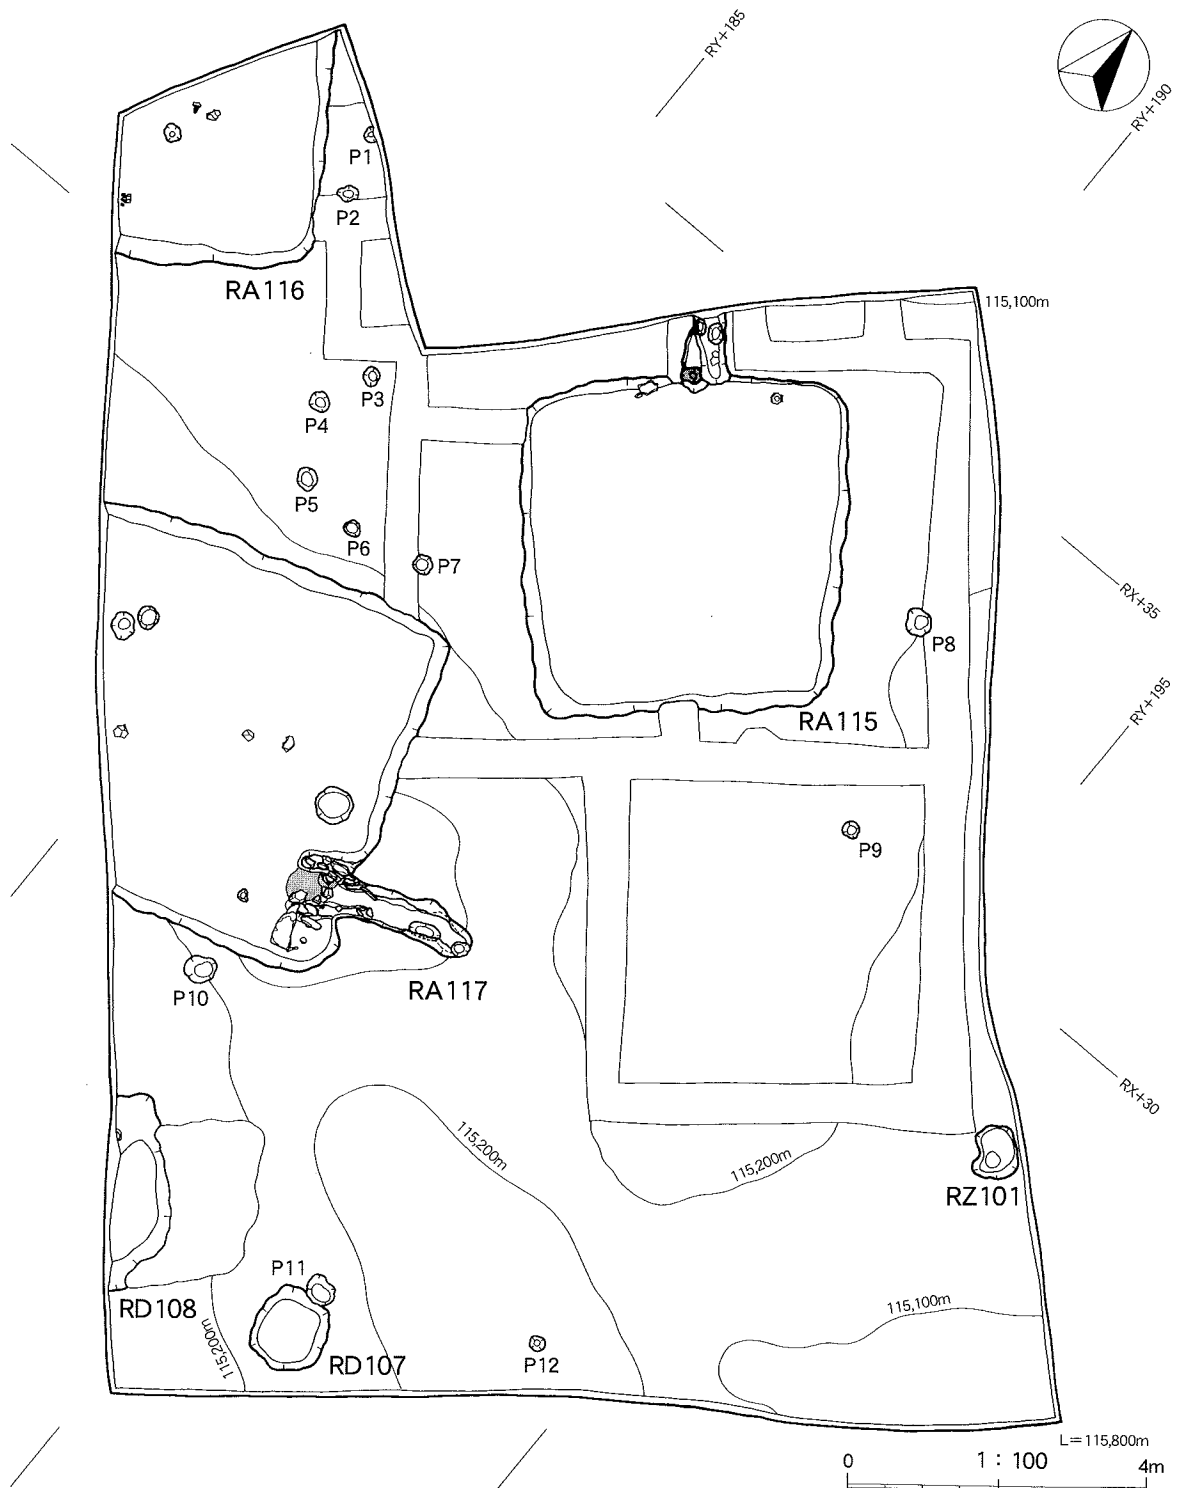 RY+185
RY+190
P1
P2
RA116
115,100m
P3
P4
P5
P6
P7
RX+35
P8
RY+195
RA115
P9
RA117
P10
RX+30
115,200m
115,200m
RZ101
P11
115,100m
RD108
115,200m
RD107
P12
L=115,800m
0 1 : 100 4m